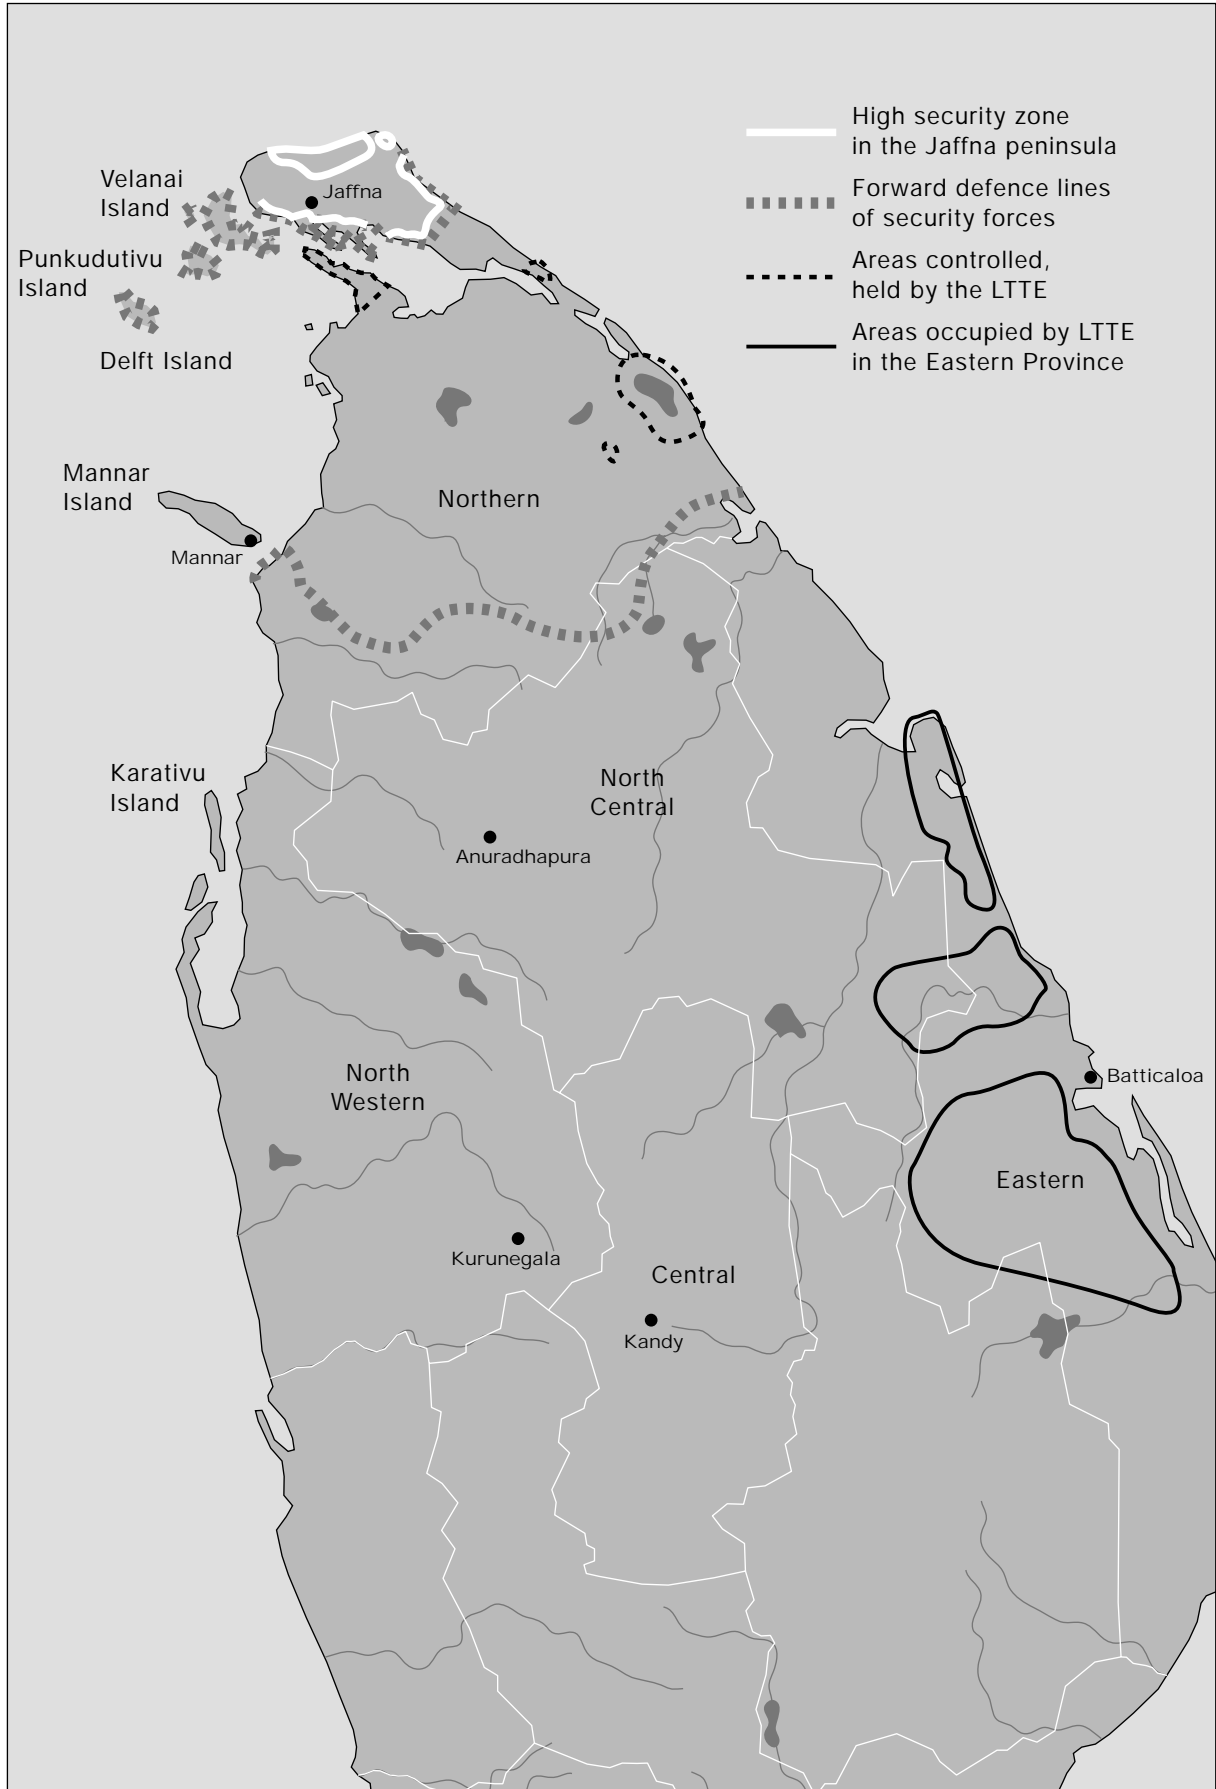 High security zone
in the Jaffna peninsula
Forward defence lines
of security forces
Areas controlled,
held by the LTTE
Areas occupied by LTTE
in the Eastern Province
Velanai
Island
Jaffna
Punkudutivu
Island
Delft Island
Mannar
Island
Northern
Mannar
Karativu
Island
North
Central
Anuradhapura
North
Western
Batticaloa
Eastern
Kurunegala
Central
Kandy